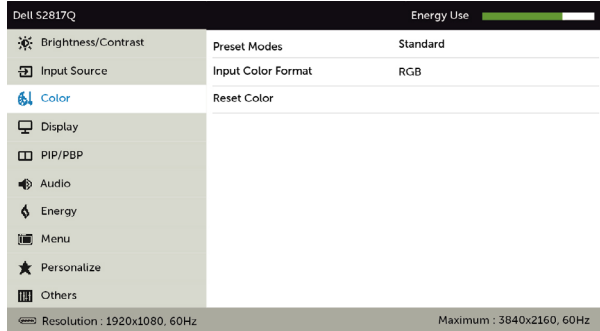 Dell S2817Q Energy Use
Brightness/Contrast Preset Modes Standard
Input Source Input Color Format RGB
Color Reset Color
Display
PIP/PBP
Audio
Energy
Menu
Personalize
Others
Resolution : 1920x1080, 60Hz Maximum : 3840x2160, 60Hz